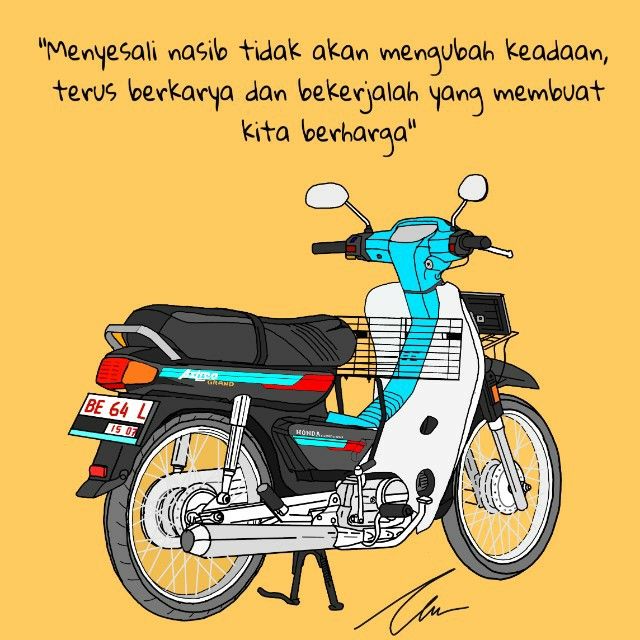 "Menyesali nasib tidak akan mengubah keadaan,
terus berkarya dan bekerjalah yang membuat
kita berharga"
Astrea
GRAND
HONDA
BE 64 L
15 07